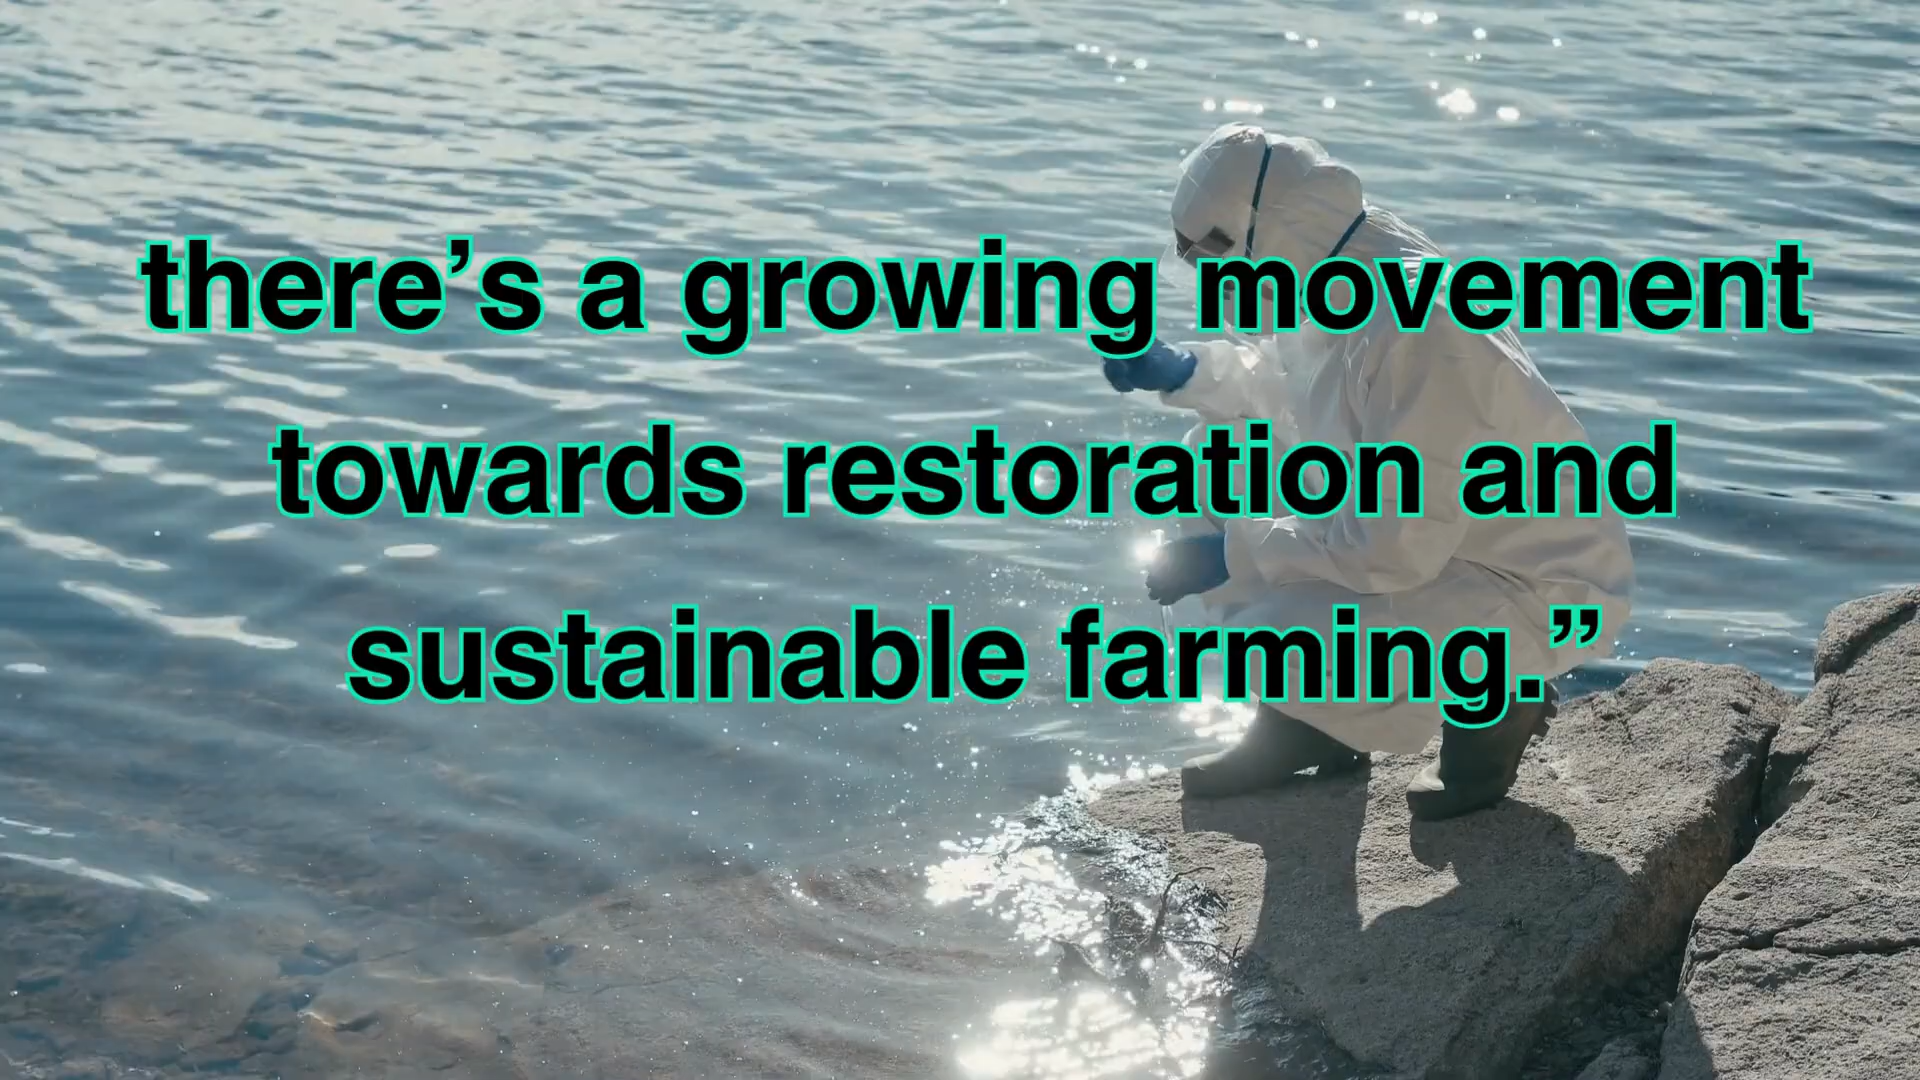 there’s a growing movement
towards restoration and
sustainable farming.”